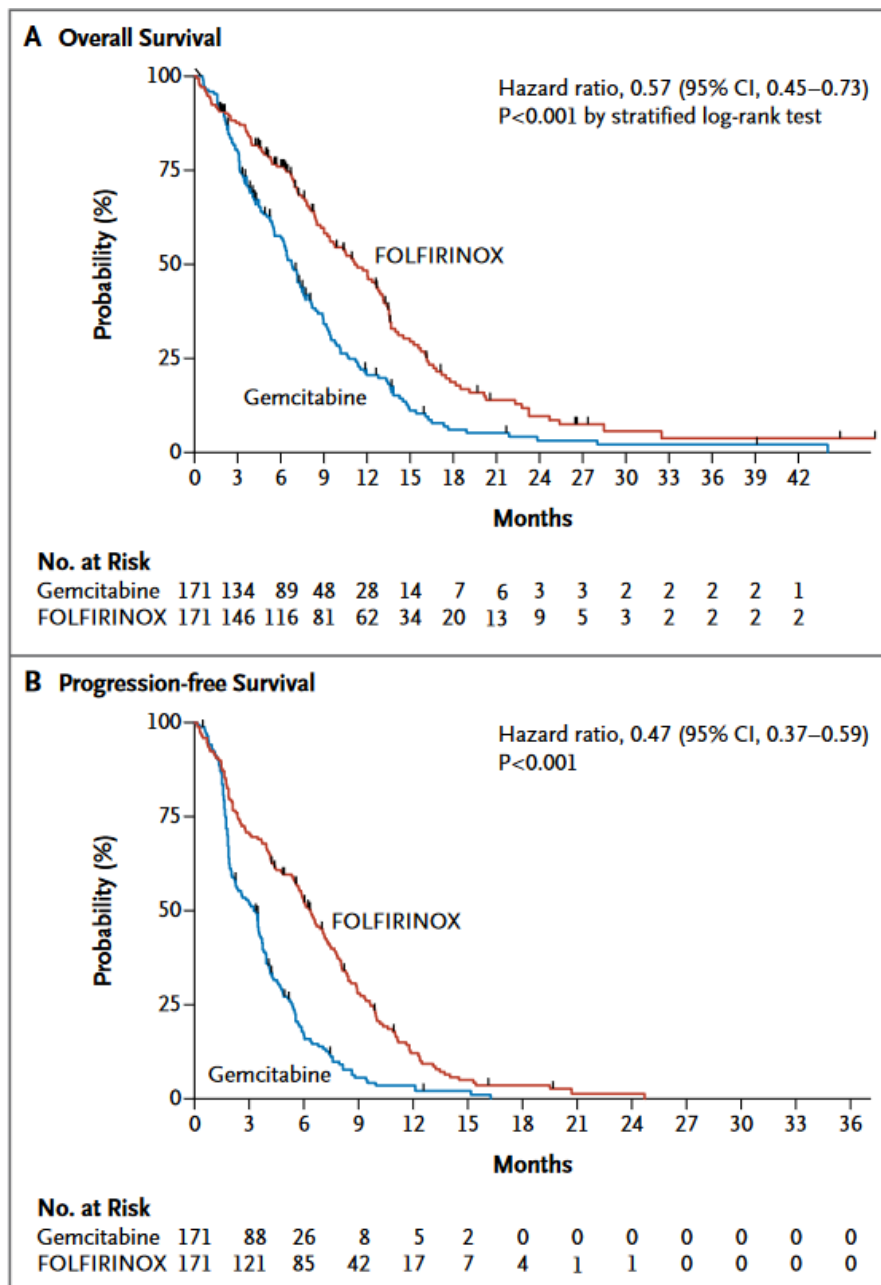 A Overall Survival
100
75
50
25
0
Probability (%)
Hazard ratio, 0.57 (95% CI, 0.45–0.73)
P<0.001 by stratified log-rank test
FOLFIRINOX
Gemcitabine
0 3 6 9 12 15 18 21 24 27 30 33 36 39 42
Months
No. at Risk
Gemcitabine 171 134 89 48 28 14 7 6 3 3 2 2 2 2 1
FOLFIRINOX 171 146 116 81 62 34 20 13 9 5 3 2 2 2 2
B Progression-free Survival
100
75
50
25
0
Probability (%)
Hazard ratio, 0.47 (95% CI, 0.37–0.59)
P<0.001
FOLFIRINOX
Gemcitabine
0 3 6 9 12 15 18 21 24 27 30 33 36
Months
No. at Risk
Gemcitabine 171 88 26 8 5 2 0 0 0 0 0 0 0
FOLFIRINOX 171 121 85 42 17 7 4 1 1 0 0 0 0